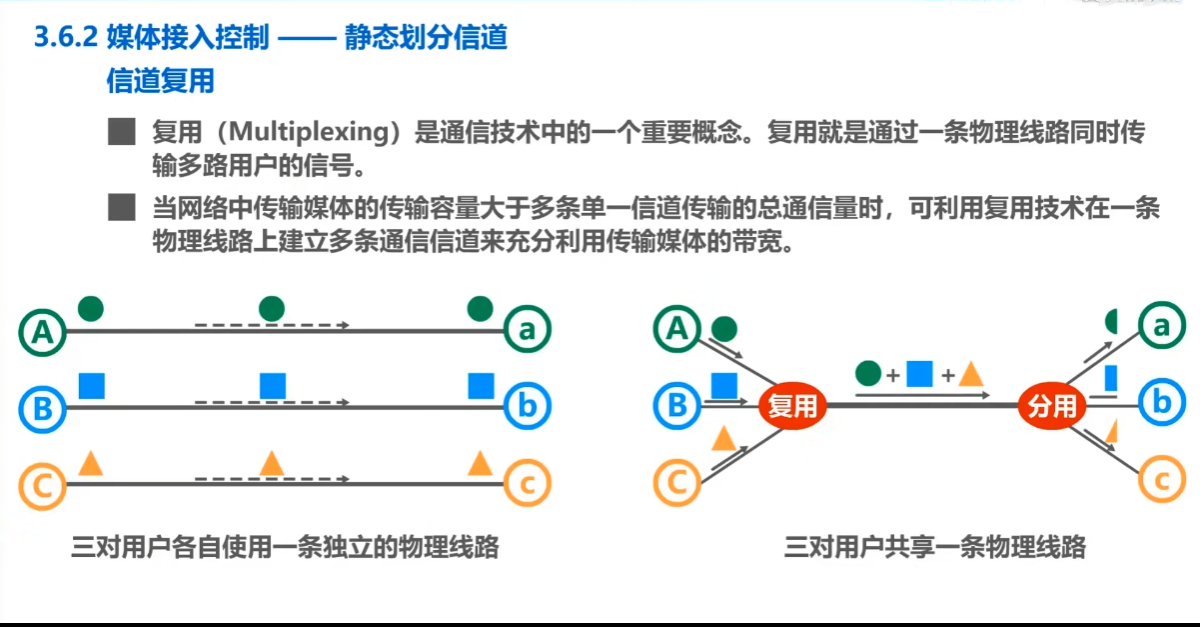 3.6.2 媒体接入控制 —— 静态划分信道
信道复用
复用（Multiplexing）是通信技术中的一个重要概念。复用就是通过一条物理线路同时传
输多路用户的信号。
当网络中传输媒体的传输容量大于多条单一信道传输的总通信量时，可利用复用技术在一条
物理线路上建立多条通信信道来充分利用传输媒体的带宽。
A a
B b
C c
三对用户各自使用一条独立的物理线路
A a
+ +
B 复用 分用 b
C c
三对用户共享一条物理线路